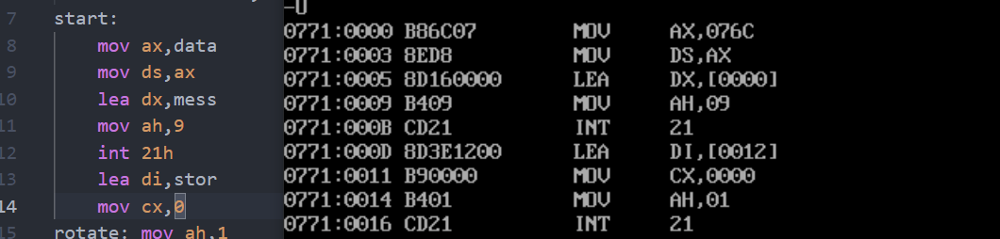 7 start:
8 mov ax,data
9 mov ds,ax
10 lea dx,mess
11 mov ah,9
12 int 21h
13 lea di,stor
14 mov cx,0
15 rotate: mov ah,1
-U
0771:0000 B86C07 MOV AX,076C
0771:0003 8ED8 MOV DS,AX
0771:0005 8D160000 LEA DX,[0000]
0771:0009 B409 MOV AH,09
0771:000B CD21 INT 21
0771:000D 8D3E1200 LEA DI,[0012]
0771:0011 B90000 MOV CX,0000
0771:0014 B401 MOV AH,01
0771:0016 CD21 INT 21